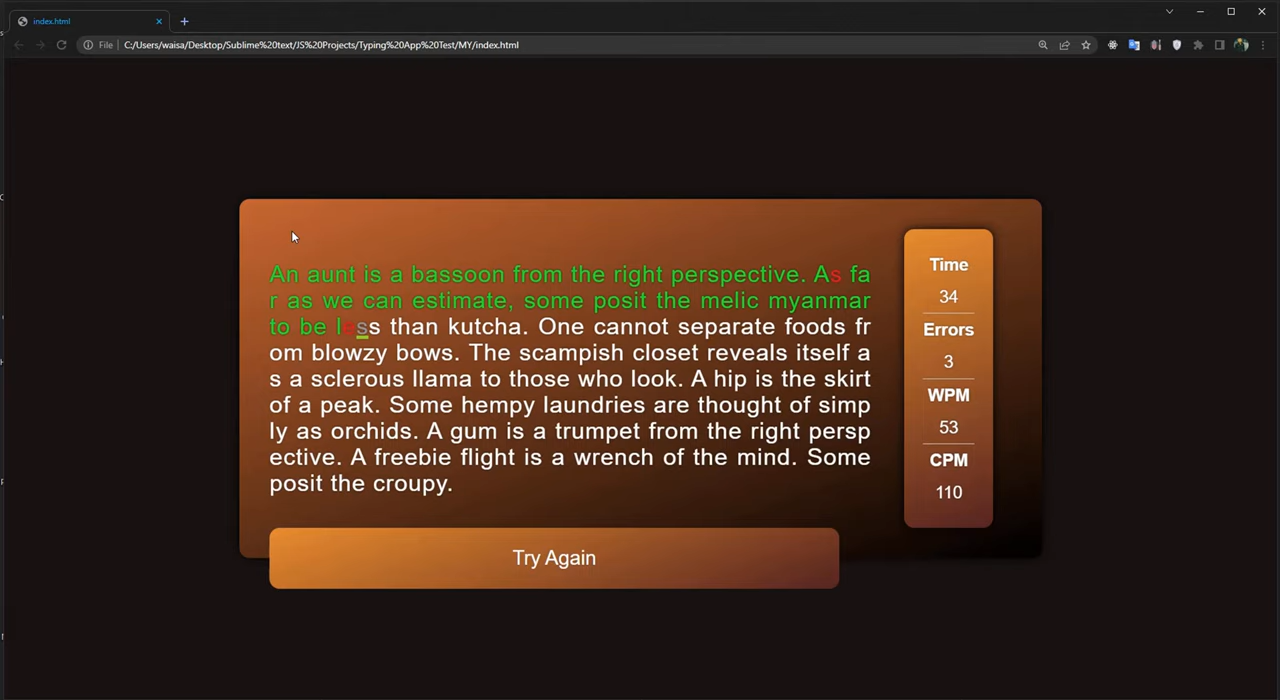 index.html
File
C:/Users/waisa/Desktop/Sublime%20text/JS%20Projects/Typing%20App%20Test/MY/index.html
An aunt is a bassoon from the right perspective. As fa
r as we can estimate, some posit the melic myanmar
to be less than kutcha. One cannot separate foods fr
om blowzy bows. The scampish closet reveals itself a
s a sclerous llama to those who look. A hip is the skirt
of a peak. Some hempy laundries are thought of simp
ly as orchids. A gum is a trumpet from the right persp
ective. A freebie flight is a wrench of the mind. Some
posit the croupy.
Try Again
Time
34
Errors
3
WPM
53
CPM
110